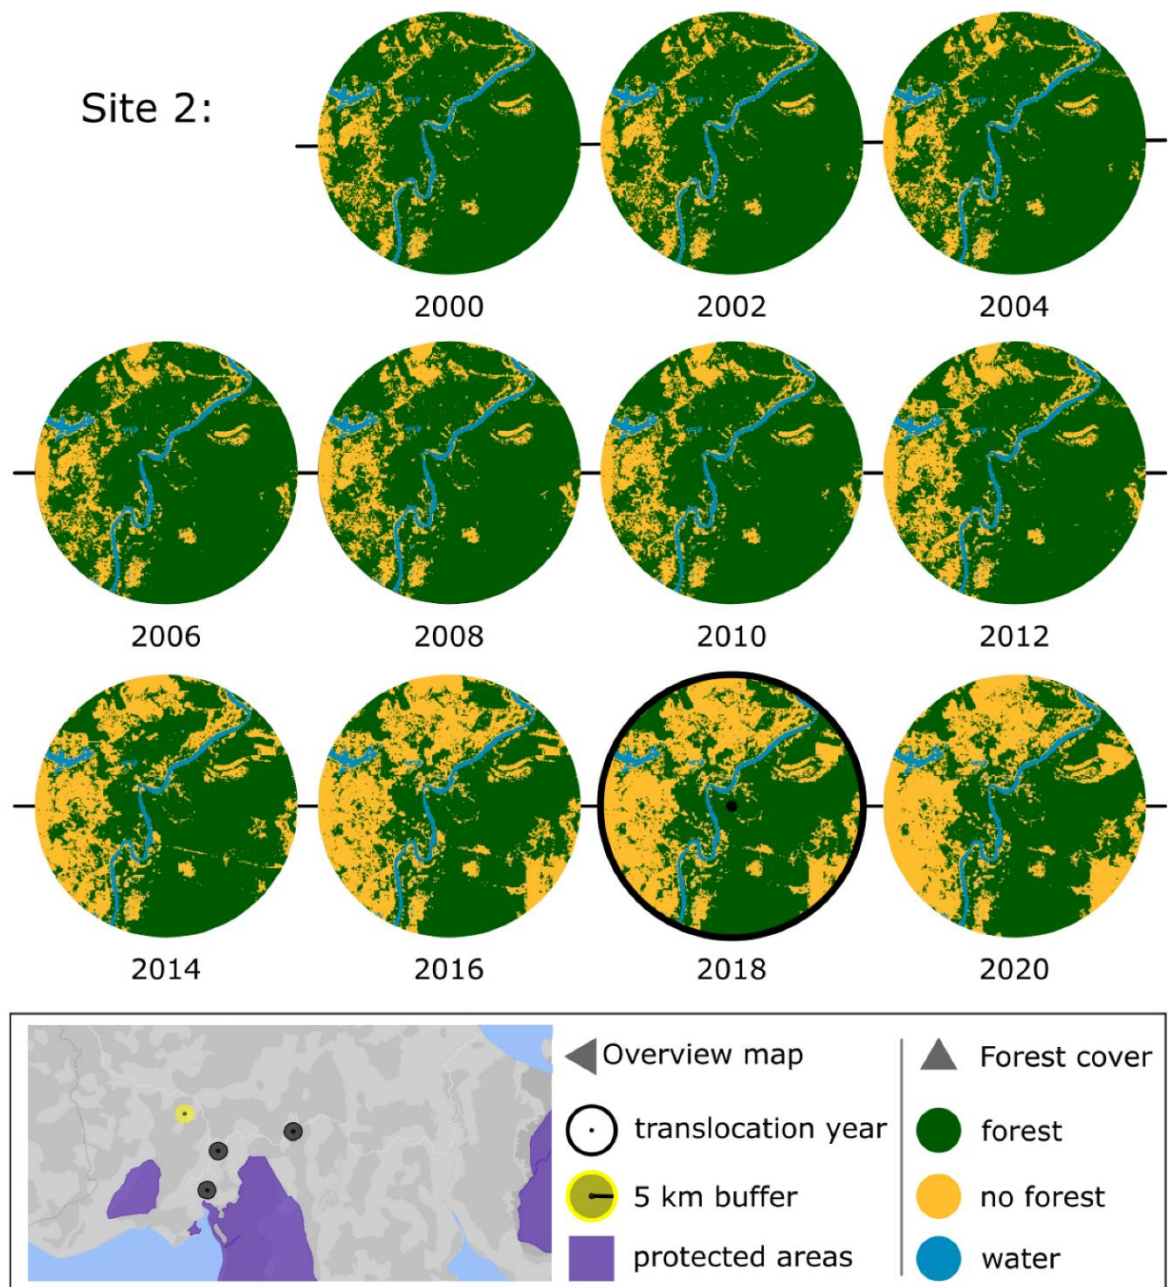 Site 2:
2000 2002 2004
2006 2008 2010 2012
2014 2016 2018 2020
Overview map
Forest cover
translocation year
forest
5 km buffer
no forest
protected areas
water